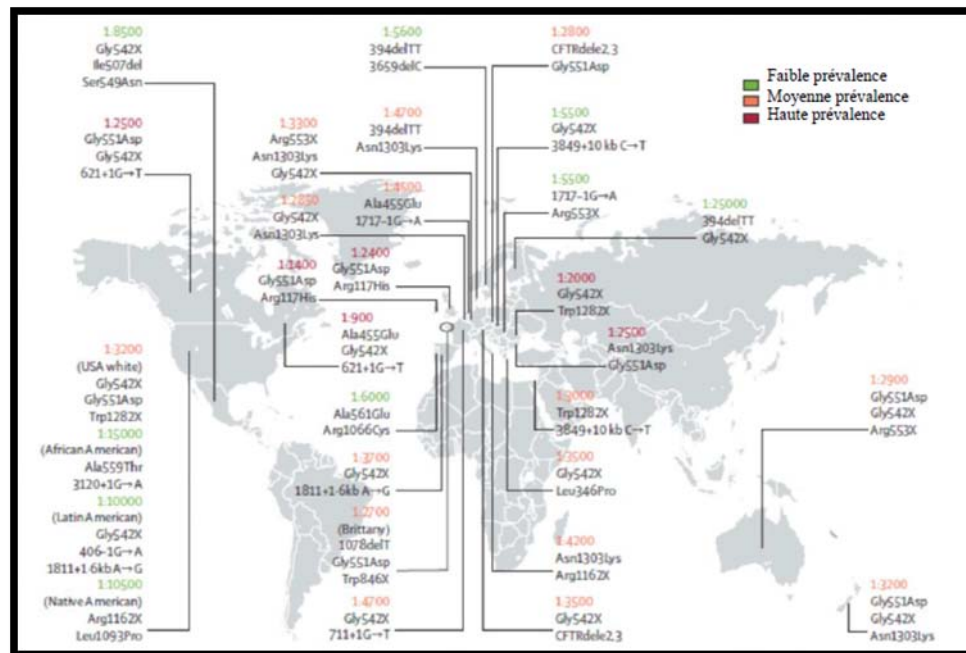 1:8500
Gly542X
Ile507del
Ser549Asn
1:5600
394delTT
3659delC
1:2800
CFTRdele2,3
Gly551Asp
Faible prévalence
Moyenne prévalence
Haute prévalence
1:2500
Gly551Asp
Gly542X
621+1G→T
1:3300
Arg553X
Asn1303Lys
Gly542X
1:4700
394delTT
Asn1303Lys
1:5500
Gly542X
3849+10 kb C→T
1:2850
Gly542X
Asn1303Lys
1:4500
Ala455Glu
1717-1G→A
1:5500
1717-1G→A
Arg553X
1:25000
394delTT
Gly542X
1:1400
Gly551Asp
Arg117His
1:2400
Gly551Asp
Arg117His
1:2000
Gly542X
Trp1282X
1:900
Ala455Glu
Gly542X
621+1G→T
1:2500
Asn1303Lys
Gly551Asp
1:3200
(USA white)
Gly542X
Gly551Asp
Trp1282X
1:15000
(African American)
Ala559Thr
3120+1G→A
1:10000
(Latin American)
Gly542X
406-1G→A
1811+1·6kb A→G
1:10500
(Native American)
Arg1162X
Leu1093Pro
1:6000
Ala561Glu
Arg1066Cys
1:3700
Gly542X
1811+1·6kb A→G
1:2700
(Brittany)
1078delT
Gly551Asp
Trp846X
1:4700
Gly542X
711+1G→T
1:3000
Trp1282X
3849+10 kb C→T
1:3500
Gly542X
Leu346Pro
1:4200
Asn1303Lys
Arg1162X
1:3500
Gly542X
CFTRdele2,3
1:2900
Gly551Asp
Gly542X
Arg553X
1:3200
Gly551Asp
Gly542X
Asn1303Lys